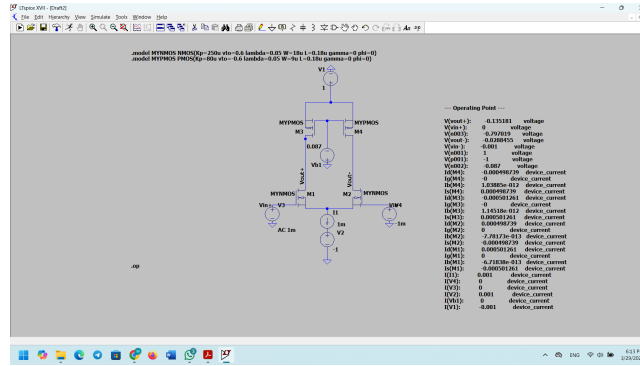 LTspice XVII - [Draft2]
File Edit Hierarchy View Simulate Tools Window Help
.model MYNMOS NMOS(Kp=250u vto=0.6 lambda=0.05 W=18u L=0.18u gamma=0 phi=0)
.model MYPMOS PMOS(Kp=80u vto=-0.6 lambda=0.05 W=9u L=0.18u gamma=0 phi=0)
V1
1
MYPMOS
MYPMOS
M3
M4
0.087
Vb1
Vout+
Vout-
MYNMOS
M1
M2
MYNMOS
Vin+
V3
V4
I1
AC 1m
1m
-1m
V2
-1
.op
--- Operating Point ---
V(vout+): -0.135181 voltage
V(vin+): 0 voltage
V(n003): -0.797019 voltage
V(vout-): -0.0288455 voltage
V(vin-): -0.001 voltage
V(n001): 1 voltage
V(p001): -1 voltage
V(n002): -0.087 voltage
Id(M4): -0.000498739 device_current
Ig(M4): -0 device_current
Ib(M4): 1.03885e-012 device_current
Is(M4): 0.000498739 device_current
Id(M3): -0.000501261 device_current
Ig(M3): -0 device_current
Ib(M3): 1.14518e-012 device_current
Is(M3): 0.000501261 device_current
Id(M2): 0.000498739 device_current
Ig(M2): 0 device_current
Ib(M2): -7.78173e-013 device_current
Is(M2): -0.000498739 device_current
Id(M1): 0.000501261 device_current
Ig(M1): 0 device_current
Ib(M1): -6.71838e-013 device_current
Is(M1): -0.000501261 device_current
I(I1): 0.001 device_current
I(V4): 0 device_current
I(V3): 0 device_current
I(V2): 0.001 device_current
I(Vb1): 0 device_current
I(V1): -0.001 device_current
ENG
6:13 P